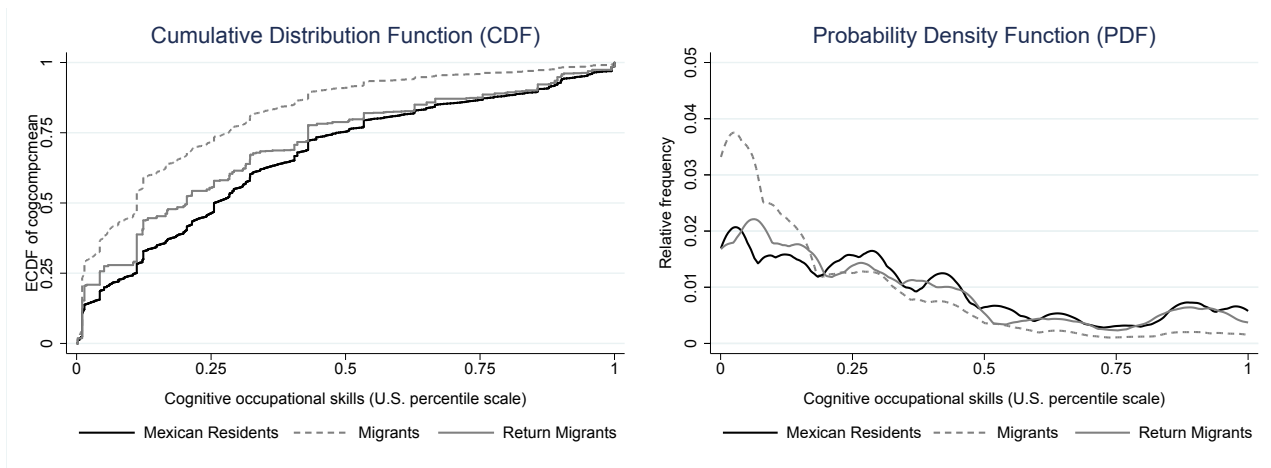 Cumulative Distribution Function (CDF)
ECDF of cogcompcmean
1
0.75
0.5
0.25
0
0
0.25
0.5
0.75
1
Cognitive occupational skills (U.S. percentile scale)
Mexican Residents
Migrants
Return Migrants
Probability Density Function (PDF)
Relative frequency
0.05
0.04
0.03
0.02
0.01
0
0
0.25
0.5
0.75
1
Cognitive occupational skills (U.S. percentile scale)
Mexican Residents
Migrants
Return Migrants